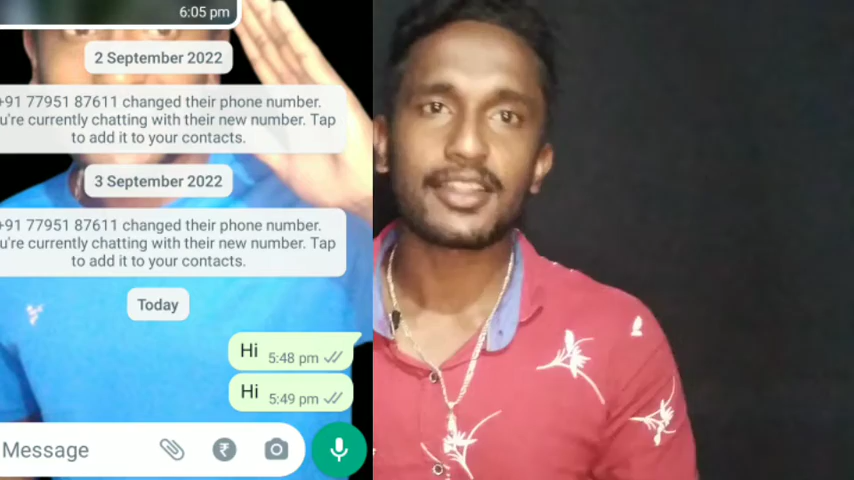 6:05 pm
2 September 2022
+91 77951 87611 changed their phone number.
u're currently chatting with their new number. Tap
to add it to your contacts.
3 September 2022
+91 77951 87611 changed their phone number.
u're currently chatting with their new number. Tap
to add it to your contacts.
Today
Hi 5:48 pm
Hi 5:49 pm
Message